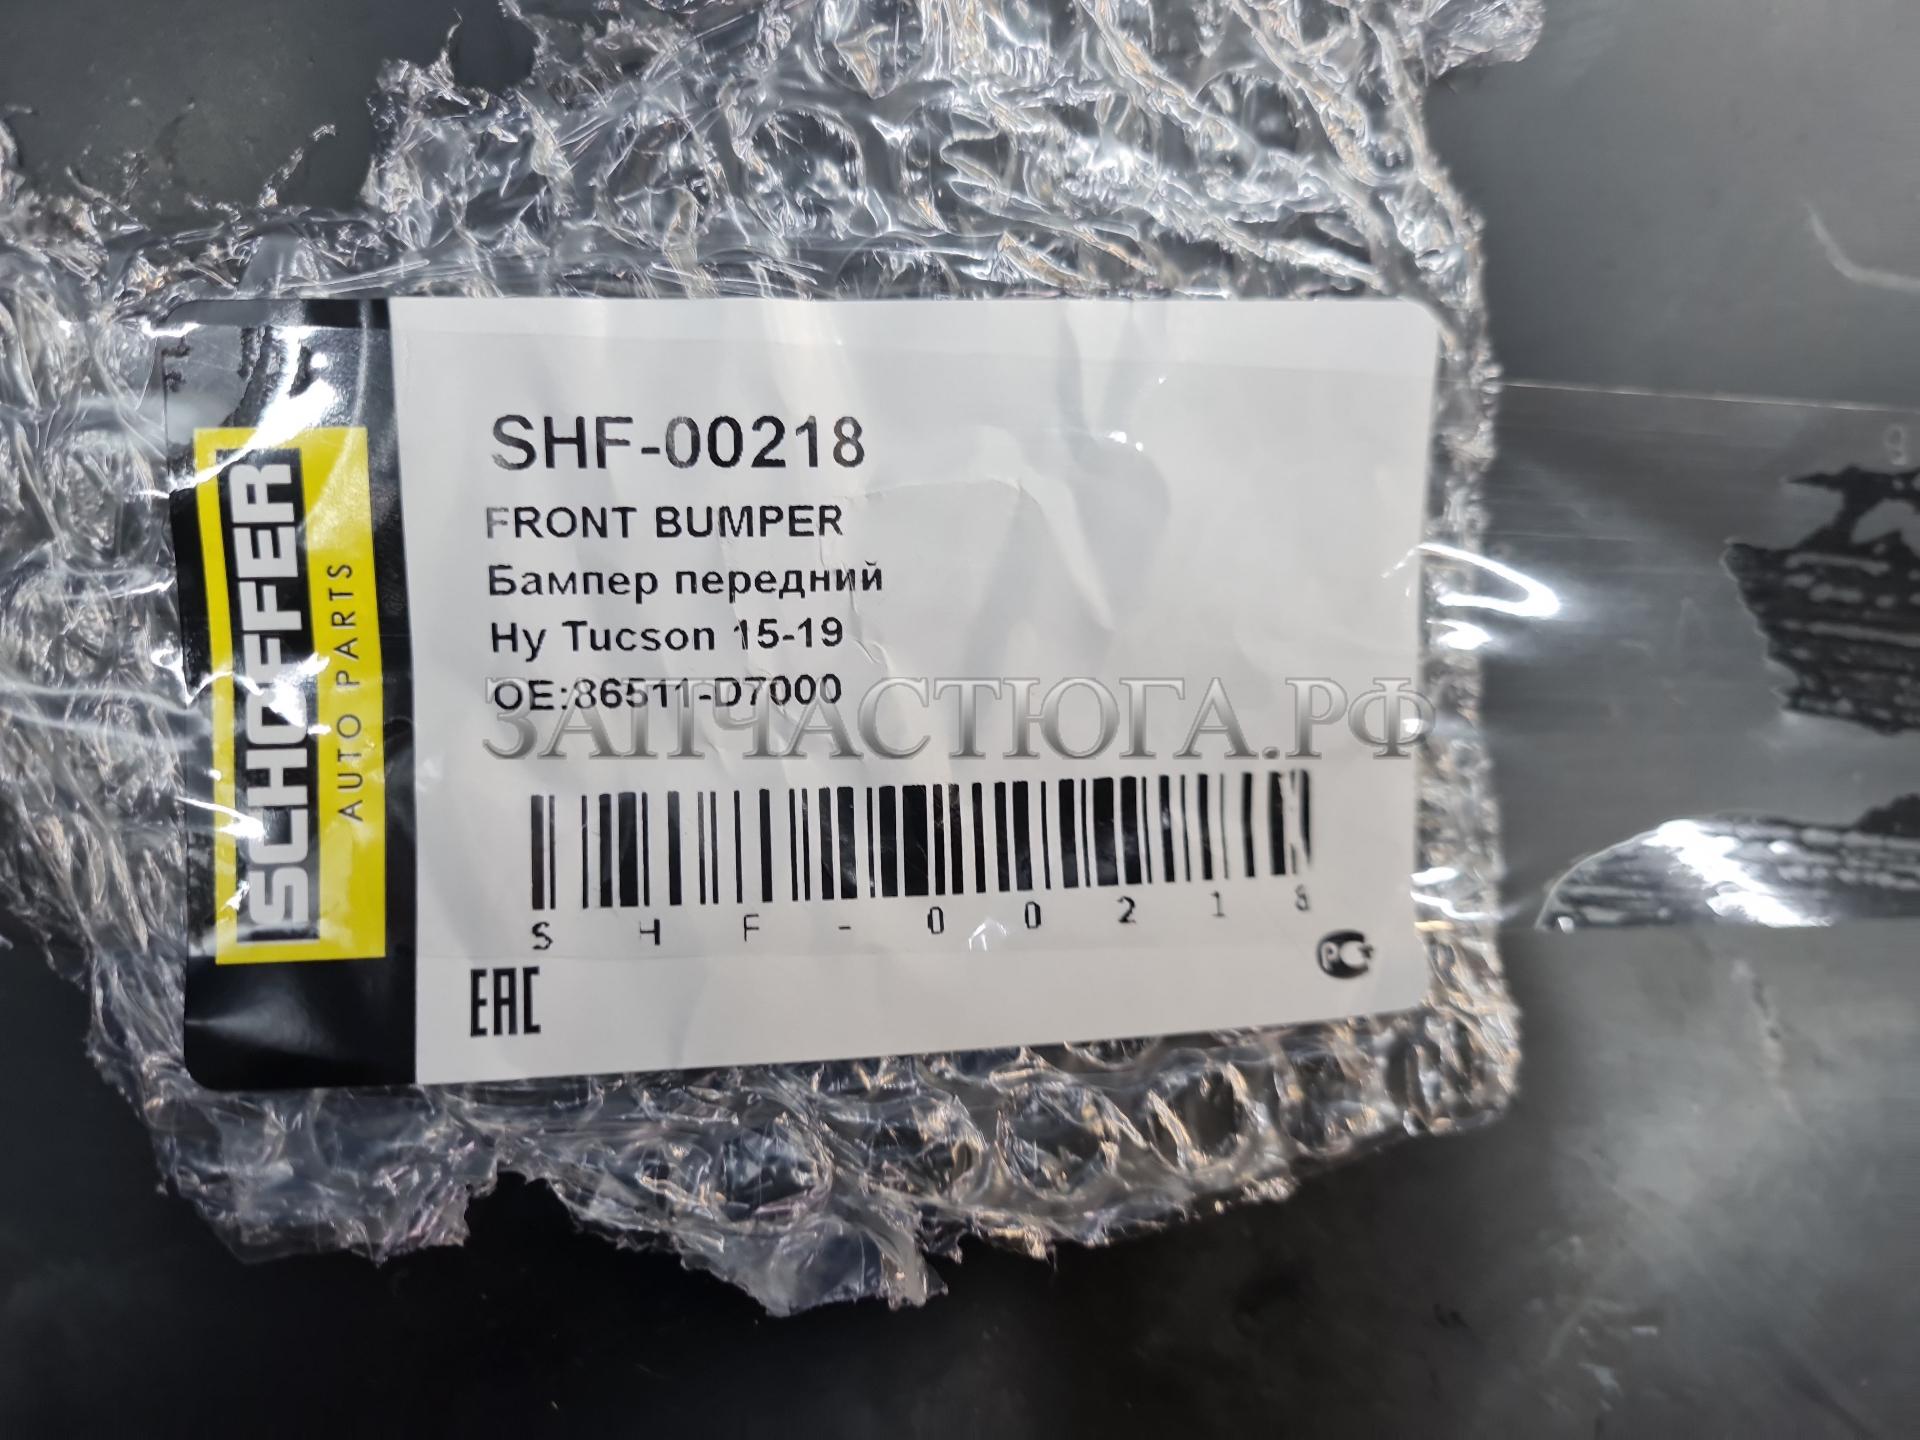 SCHOFFER
AUTO PARTS
SHF-00218
FRONT BUMPER
Бампер передний
Hy Tucson 15-19
OE:86511-D7000
ЗАПЧАСТЮГА.РФ
SHF-00218
EAC
РСТ